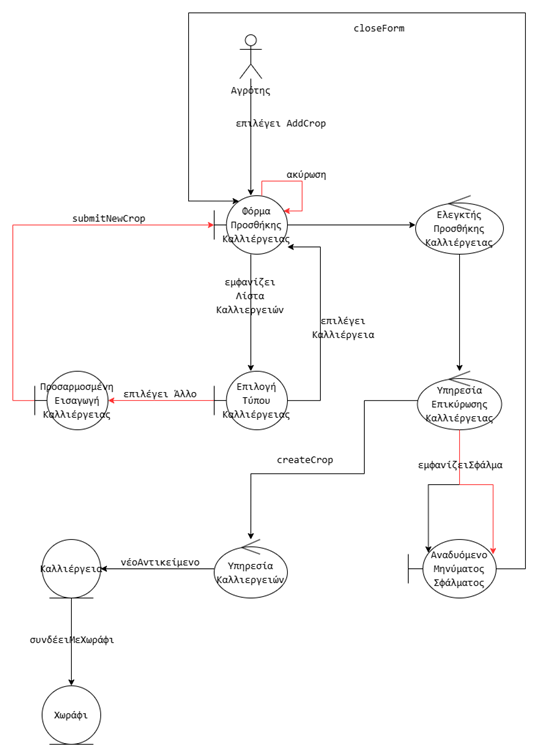 closeForm
Αγρότης
επιλέγει AddCrop
ακύρωση
submitNewCrop
Φόρμα
Προσθήκης
Καλλιέργειας
Ελεγκτής
Προσθήκης
Καλλιέργειας
εμφανίζει
Λίστα
Καλλιεργειών
επιλέγει
Καλλιέργεια
Προσαρμοσμένη
Εισαγωγή
Καλλιέργειας
επιλέγει Άλλο
Επιλογή
Τύπου
Καλλιέργειας
Υπηρεσία
Επικύρωσης
Καλλιέργειας
createCrop
εμφανίζειΣφάλμα
Καλλιέργεια
νέοΑντικείμενο
Υπηρεσία
Καλλιεργειών
Αναδυόμενο
Μηνύματος
Σφάλματος
συνδέειΜεΧωράφι
Χωράφι